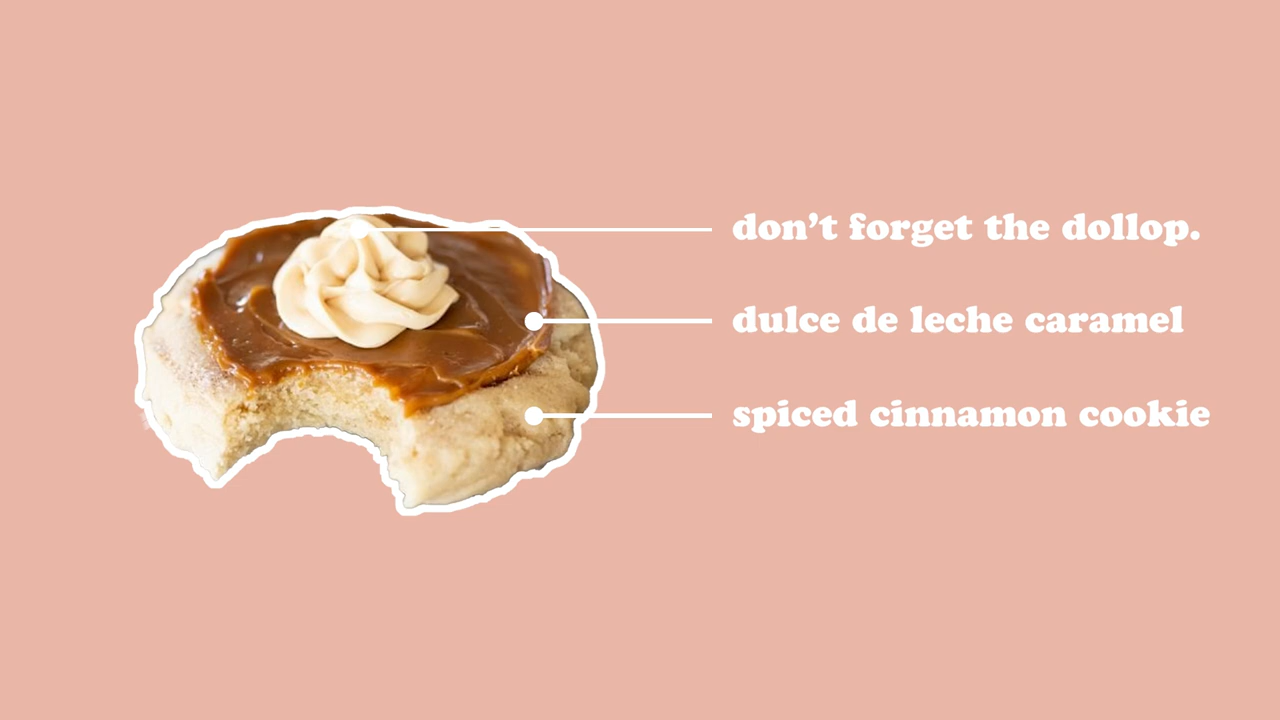 don’t forget the dollop.
dulce de leche caramel
spiced cinnamon cookie